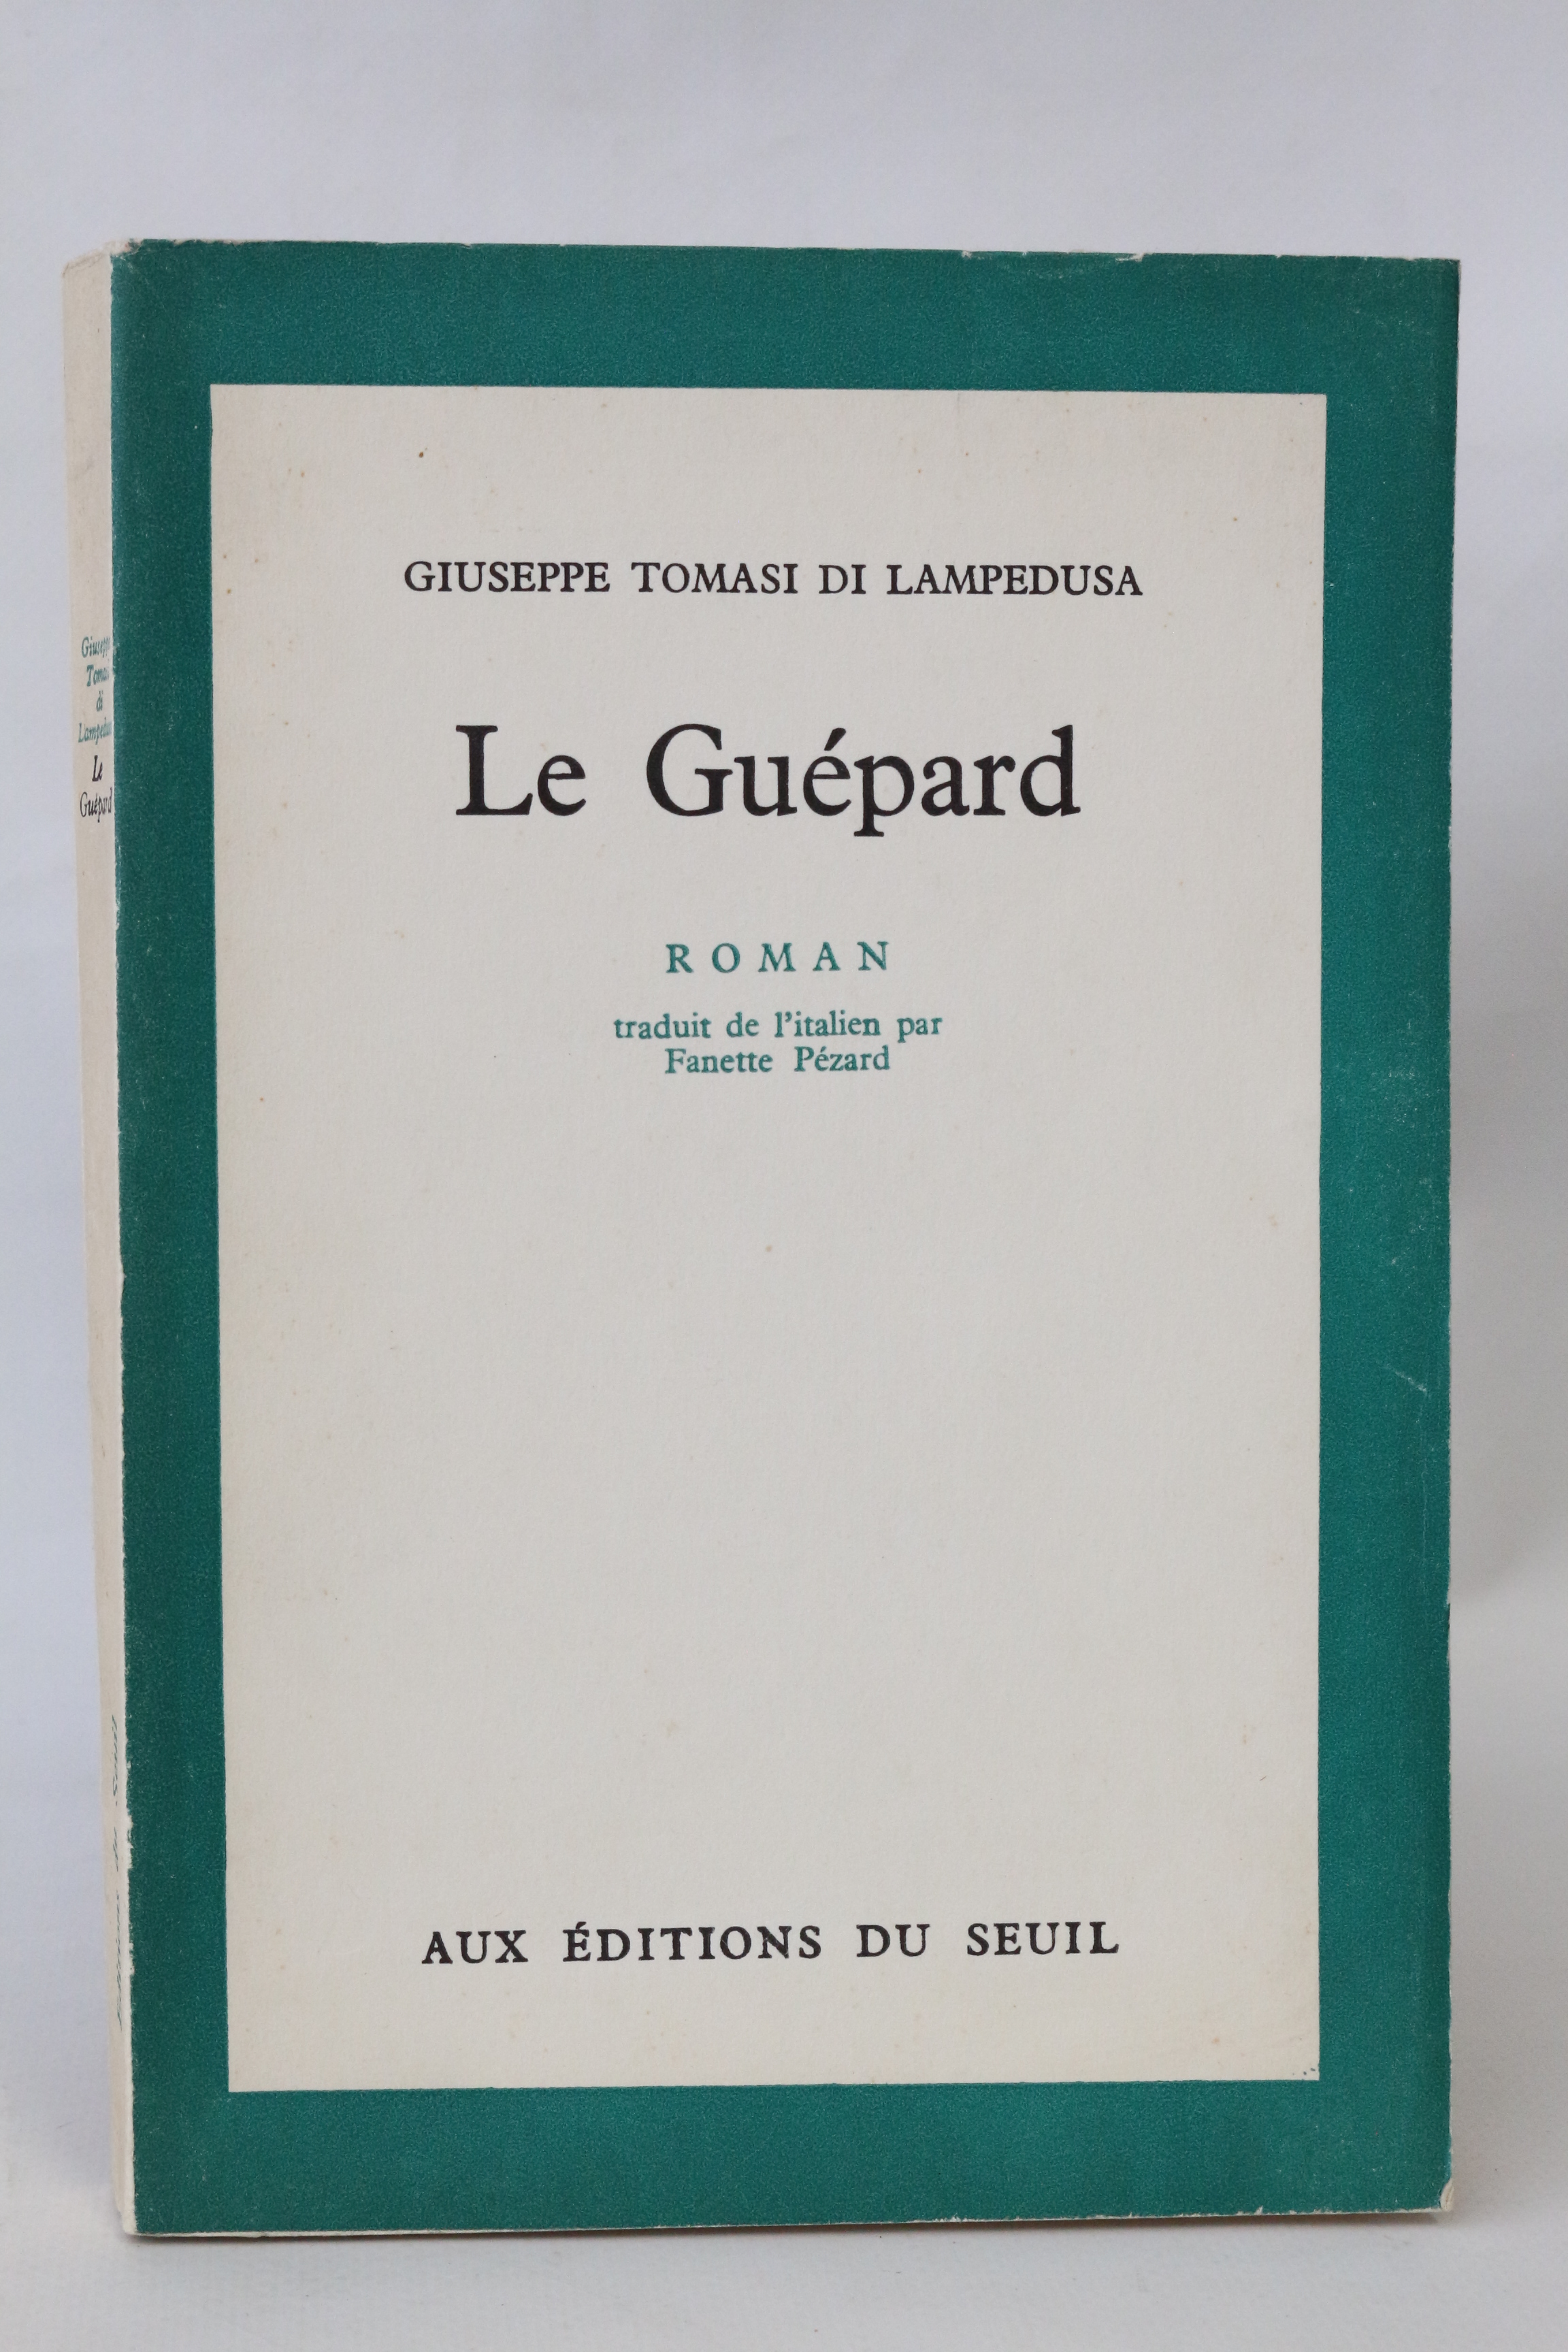 GIUSEPPE TOMASI DI LAMPEDUSA
Le Guépard
ROMAN
traduit de l'italien par
Fanette Pézard
AUX ÉDITIONS DU SEUIL
di
Le
Guépard